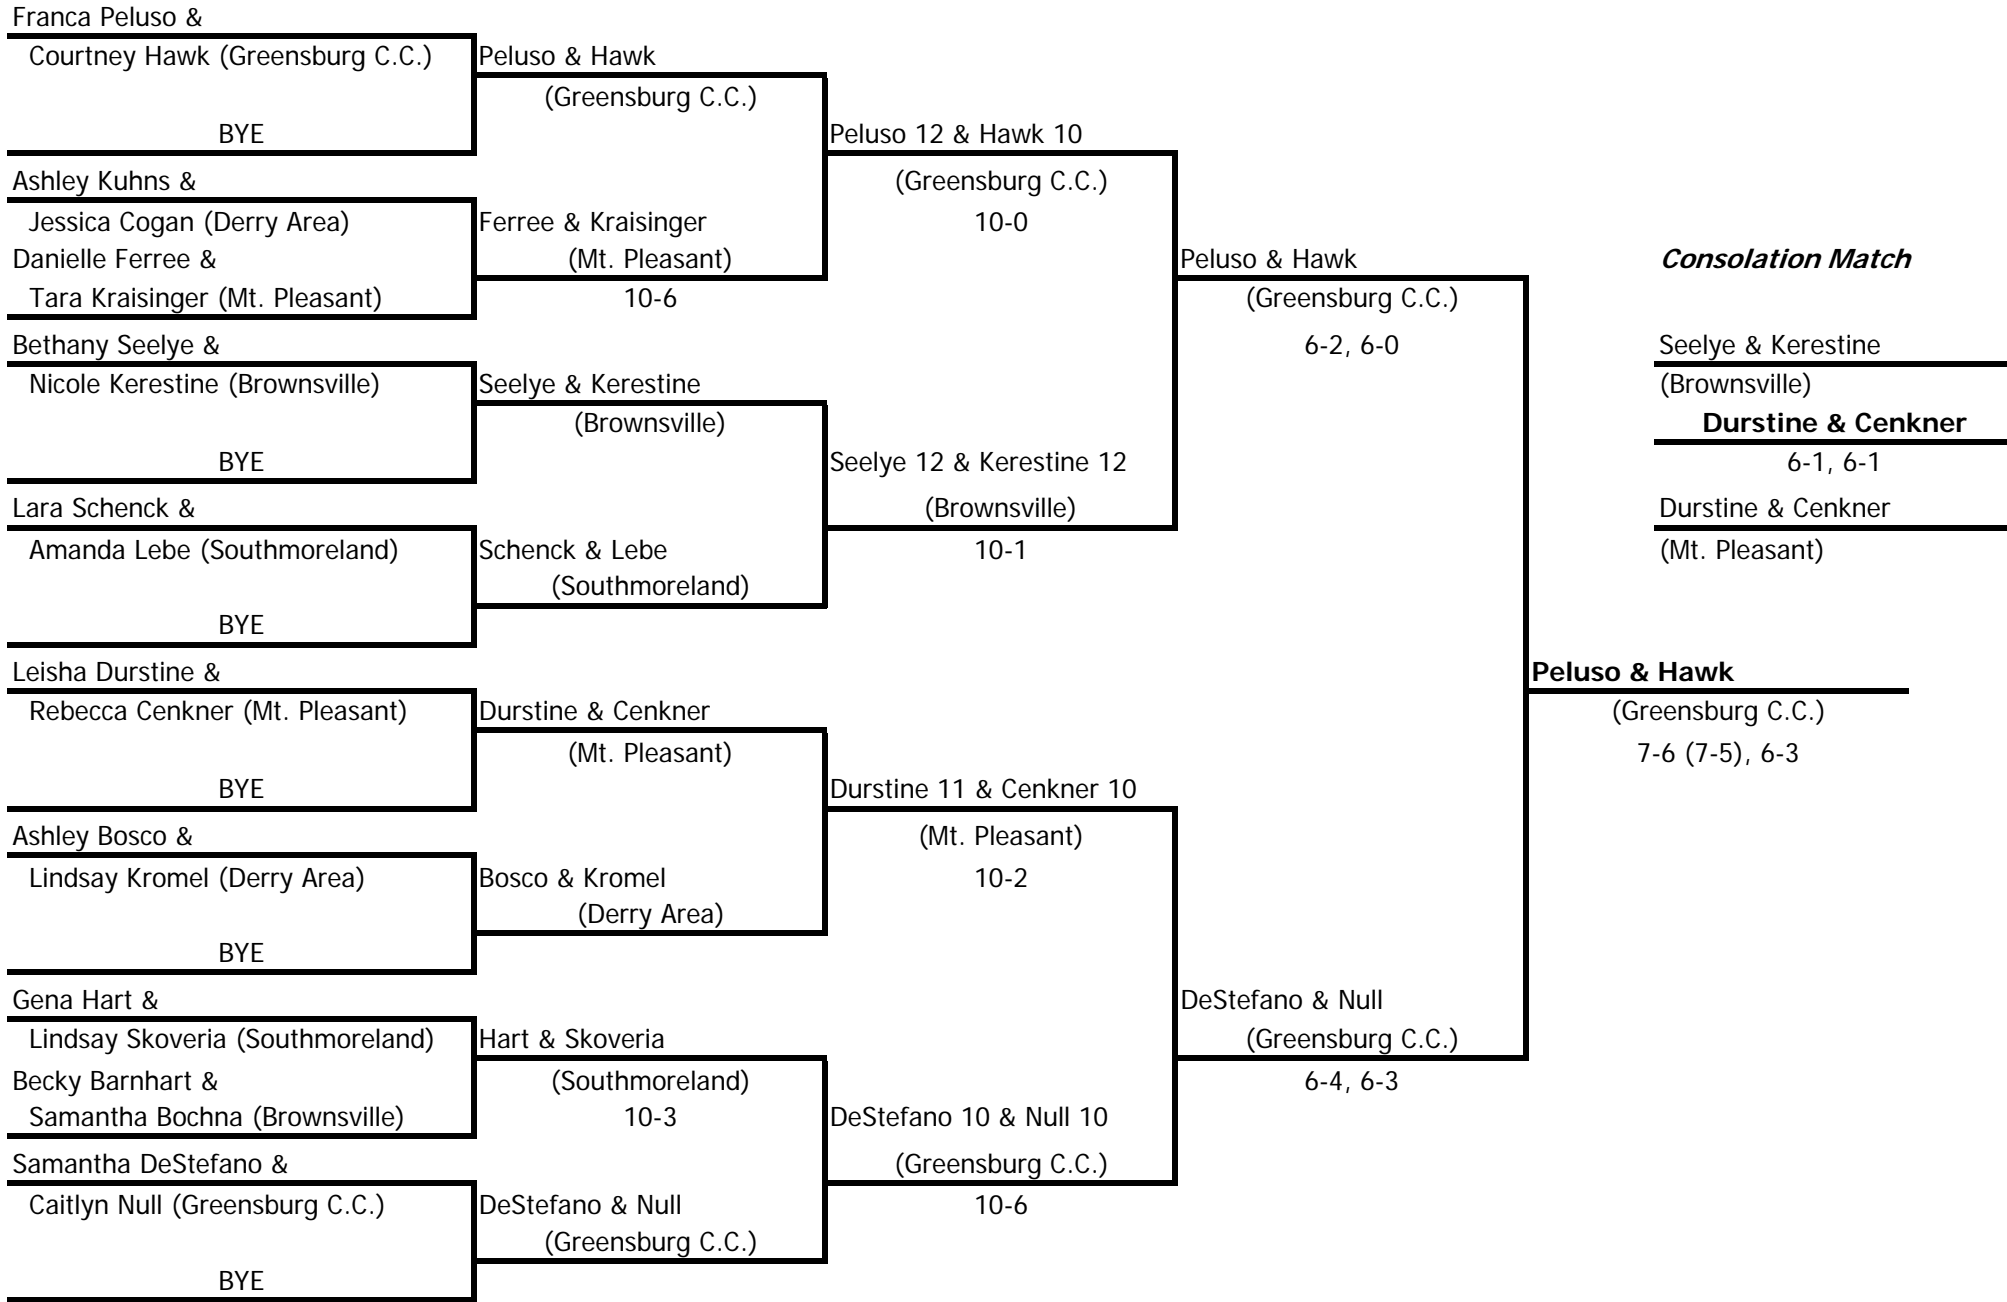 Franca Peluso &
Courtney Hawk (Greensburg C.C.)
BYE
Ashley Kuhns &
Jessica Cogan (Derry Area)
Danielle Ferree &
Tara Kraisinger (Mt. Pleasant)
Bethany Seelye &
Nicole Kerestine (Brownsville)
BYE
Lara Schenck &
Amanda Lebe (Southmoreland)
BYE
Leisha Durstine &
Rebecca Cenkner (Mt. Pleasant)
BYE
Ashley Bosco &
Lindsay Kromel (Derry Area)
BYE
Gena Hart &
Lindsay Skoveria (Southmoreland)
Becky Barnhart &
Samantha Bochna (Brownsville)
Samantha DeStefano &
Caitlyn Null (Greensburg C.C.)
BYE
Peluso & Hawk
(Greensburg C.C.)
Ferree & Kraisinger
(Mt. Pleasant)
10-6
Seelye & Kerestine
(Brownsville)
Schenck & Lebe
(Southmoreland)
Durstine & Cenkner
(Mt. Pleasant)
Bosco & Kromel
(Derry Area)
Hart & Skoveria
(Southmoreland)
10-3
DeStefano & Null
(Greensburg C.C.)
Peluso 12 & Hawk 10
(Greensburg C.C.)
10-0
Seelye 12 & Kerestine 12
(Brownsville)
10-1
Durstine 11 & Cenkner 10
(Mt. Pleasant)
10-2
DeStefano 10 & Null 10
(Greensburg C.C.)
10-6
Peluso & Hawk
(Greensburg C.C.)
6-2, 6-0
DeStefano & Null
(Greensburg C.C.)
6-4, 6-3
Peluso & Hawk
(Greensburg C.C.)
7-6 (7-5), 6-3
Consolation Match
Seelye & Kerestine
(Brownsville)
Durstine & Cenkner
6-1, 6-1
Durstine & Cenkner
(Mt. Pleasant)